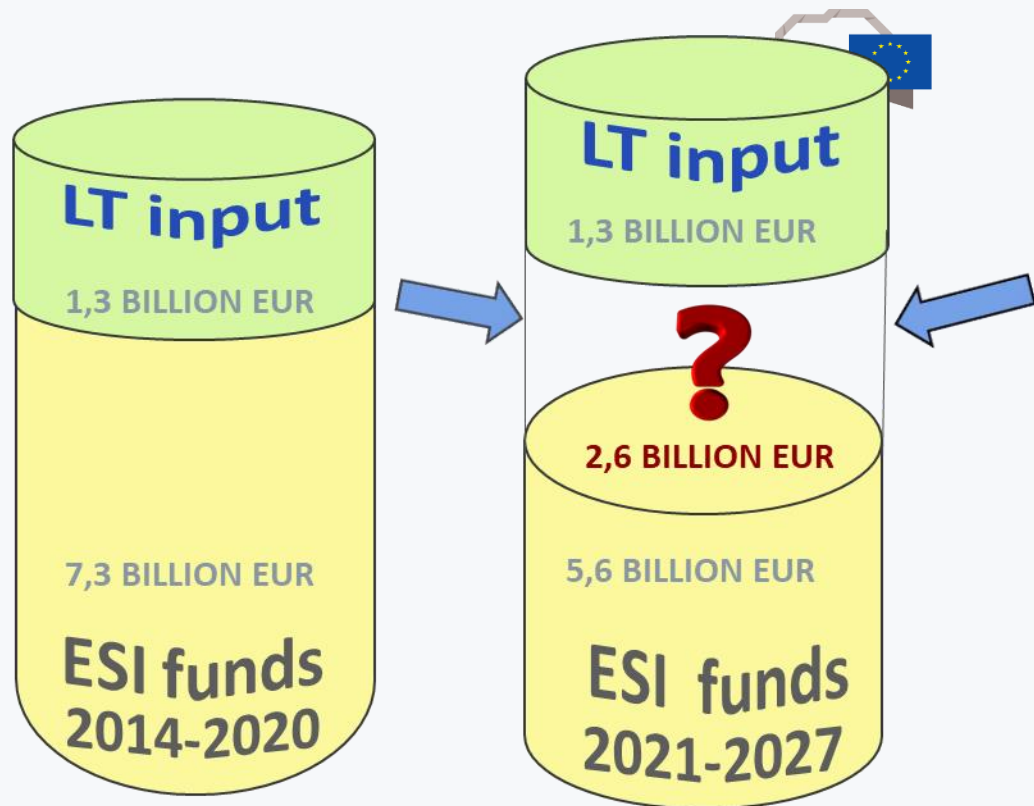 LT input
1,3 BILLION EUR
7,3 BILLION EUR
ESI funds
2014-2020
LT input
1,3 BILLION EUR
?
2,6 BILLION EUR
5,6 BILLION EUR
ESI funds
2021-2027